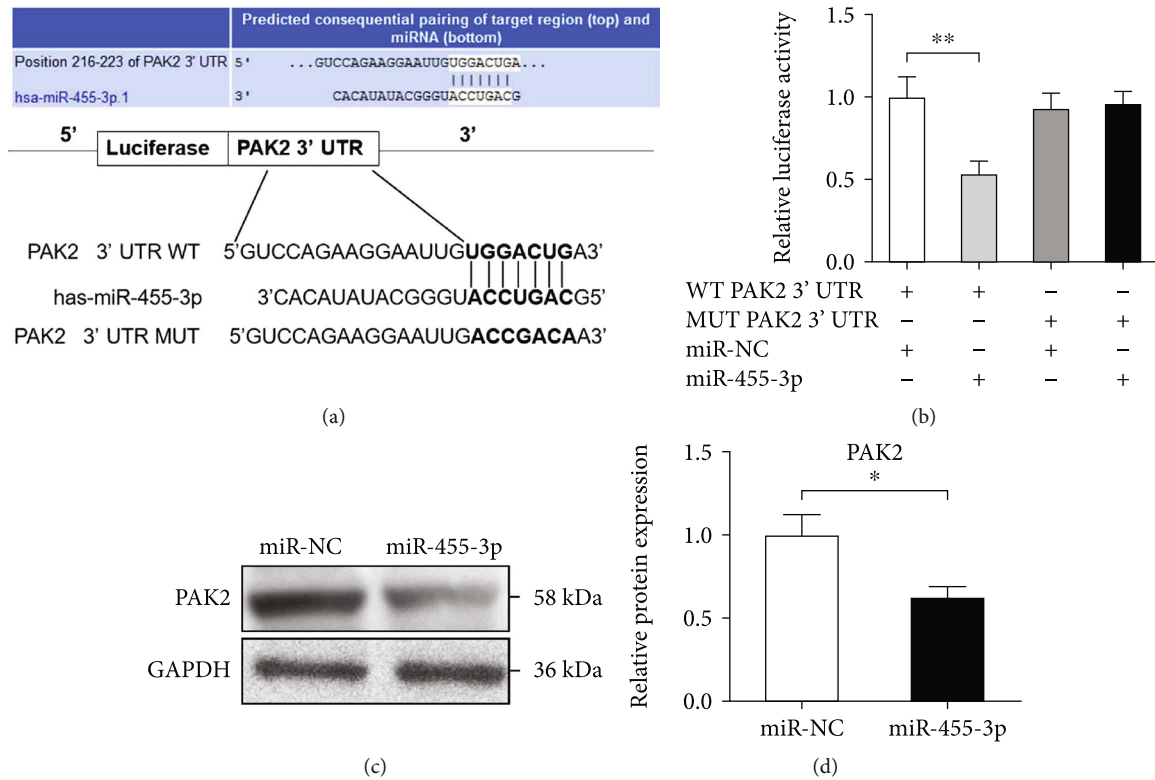 Predicted consequential pairing of target region (top) and
miRNA (bottom)
Position 216-223 of PAK2 3' UTR 5' ...GUCCAGAAGGAAUUGUGGACUGA...
hsa-miR-455-3p.1 3' CACAUAUACGGGUACCUGACG
5’ 3’
Luciferase PAK2 3’ UTR
PAK2 3’ UTR WT 5’GUCCAGAAGGAAUUGUGGACUGA3’
has-miR-455-3p 3’CACAUAUACGGGUACCUGACG5’
PAK2 3’ UTR MUT 5’GUCCAGAAGGAAUUGACCGACAA3’
(a)
Relative luciferase activity
1.5
1.0
0.5
0.0
**
WT PAK2 3’ UTR + + − −
MUT PAK2 3’ UTR − − + +
miR-NC + − + −
miR-455-3p − + − +
(b)
miR-NC miR-455-3p
PAK2 58 kDa
GAPDH 36 kDa
(c)
Relative protein expression
1.5
1.0
0.5
0.0
PAK2
*
miR-NC miR-455-3p
(d)